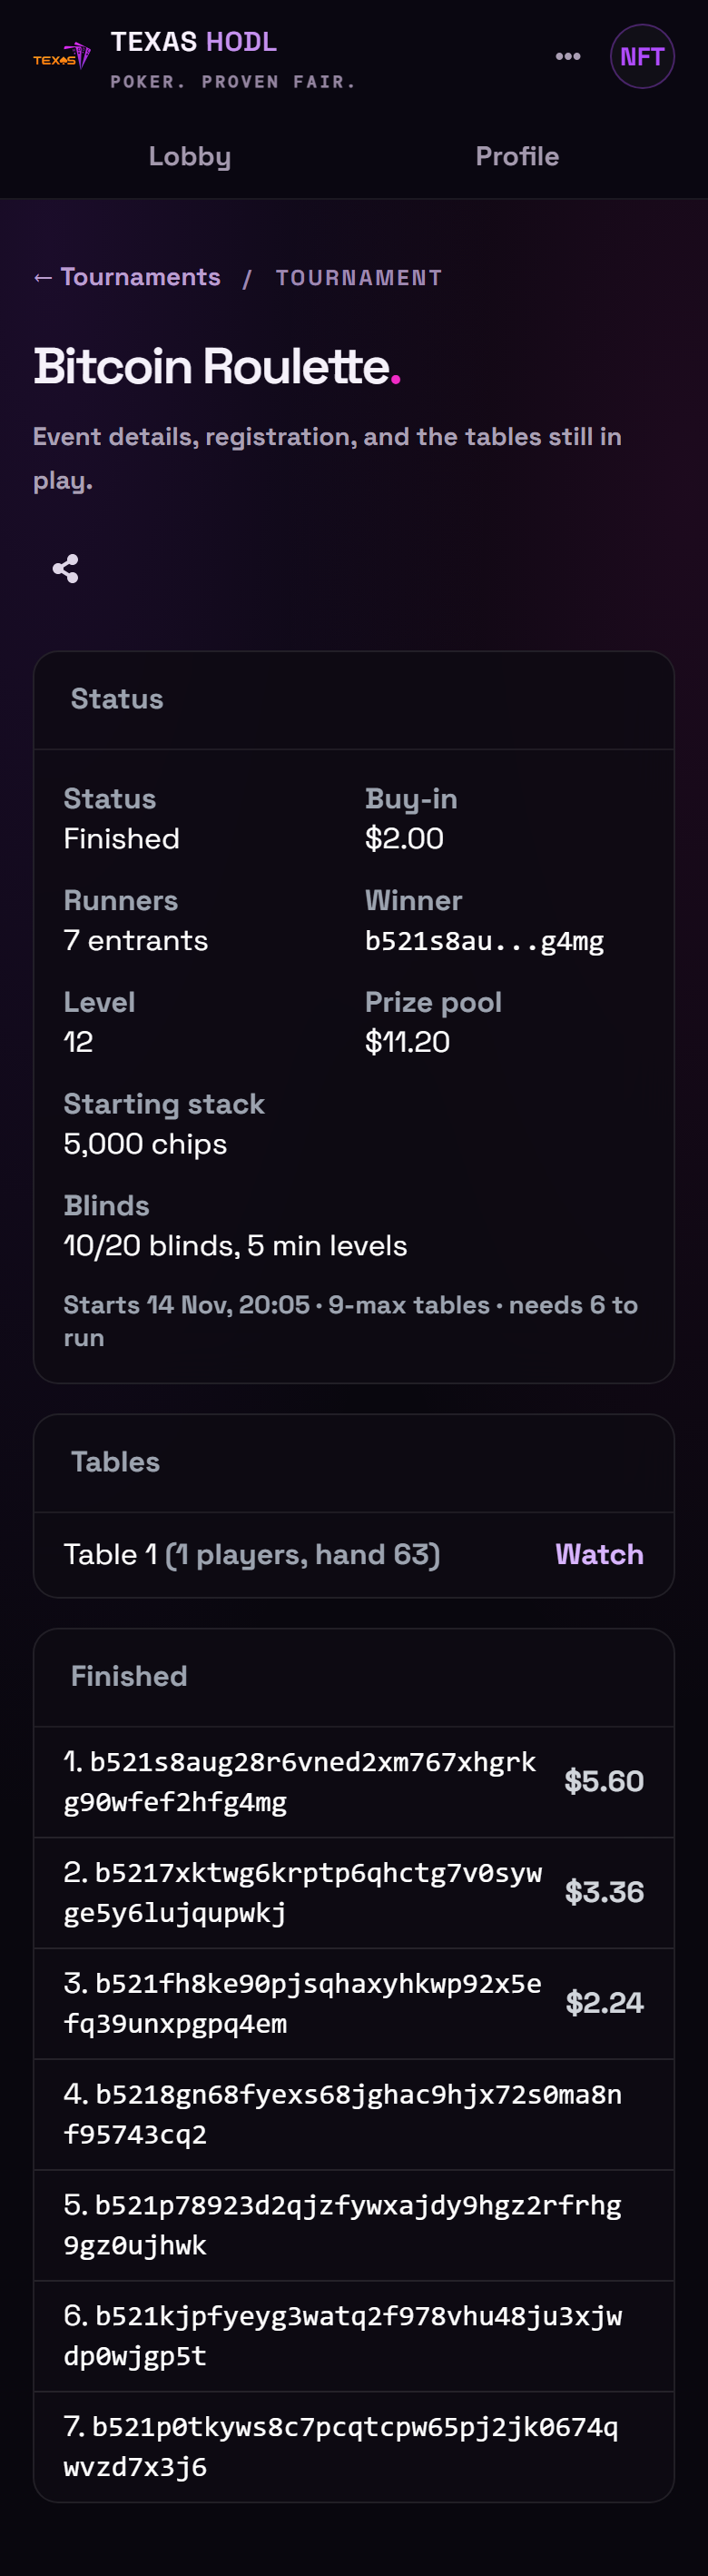 TEXAS
TEXAS HODL
POKER. PROVEN FAIR.
•••
NFT
Lobby
Profile
← Tournaments / TOURNAMENT
Bitcoin Roulette.
Event details, registration, and the tables still in
play.
Status
Status
Buy-in
Finished
$2.00
Runners
Winner
7 entrants
b521s8au...g4mg
Level
Prize pool
12
$11.20
Starting stack
5,000 chips
Blinds
10/20 blinds, 5 min levels
Starts 14 Nov, 20:05 · 9-max tables · needs 6 to
run
Tables
Table 1 (1 players, hand 63)
Watch
Finished
1. b521s8aug28r6vned2xm767xhgrk
g90wfef2hfg4mg
$5.60
2. b5217xktwg6krptp6qhctg7v0syw
ge5y6lujqupwkj
$3.36
3. b521fh8ke90pjsqhaxyhkwp92x5e
fq39unxpgpq4em
$2.24
4. b5218gn68fyexs68jghac9hjx72s0ma8n
f95743cq2
5. b521p78923d2qjzfywxajdy9hgz2rfrhg
9gz0ujhwk
6. b521kjpfyeyg3watq2f978vhu48ju3xjw
dp0wjgp5t
7. b521p0tkyws8c7pcqtcpw65pj2jk0674q
wvzd7x3j6